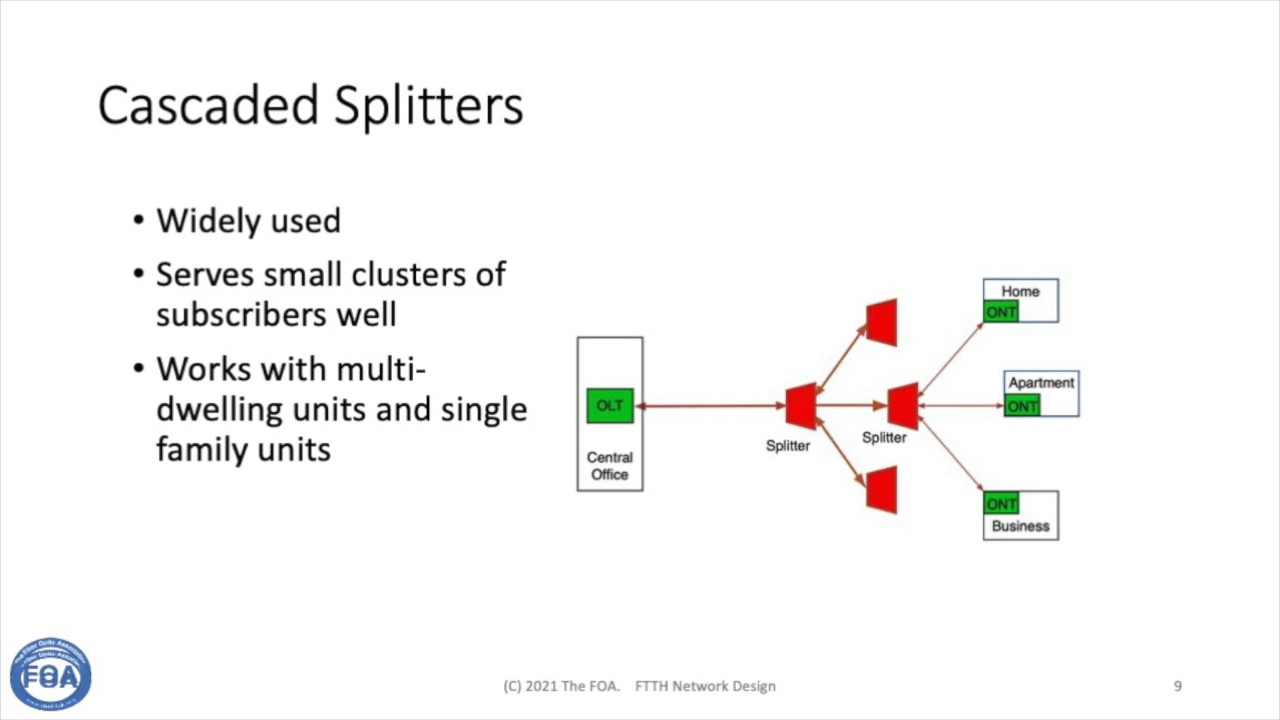 Cascaded Splitters
• Widely used
• Serves small clusters of
subscribers well
• Works with multi-
dwelling units and single
family units
OLT
Central
Office
Splitter
Splitter
Home
ONT
Apartment
ONT
ONT
Business
FOA
(C) 2021 The FOA. FTTH Network Design
9